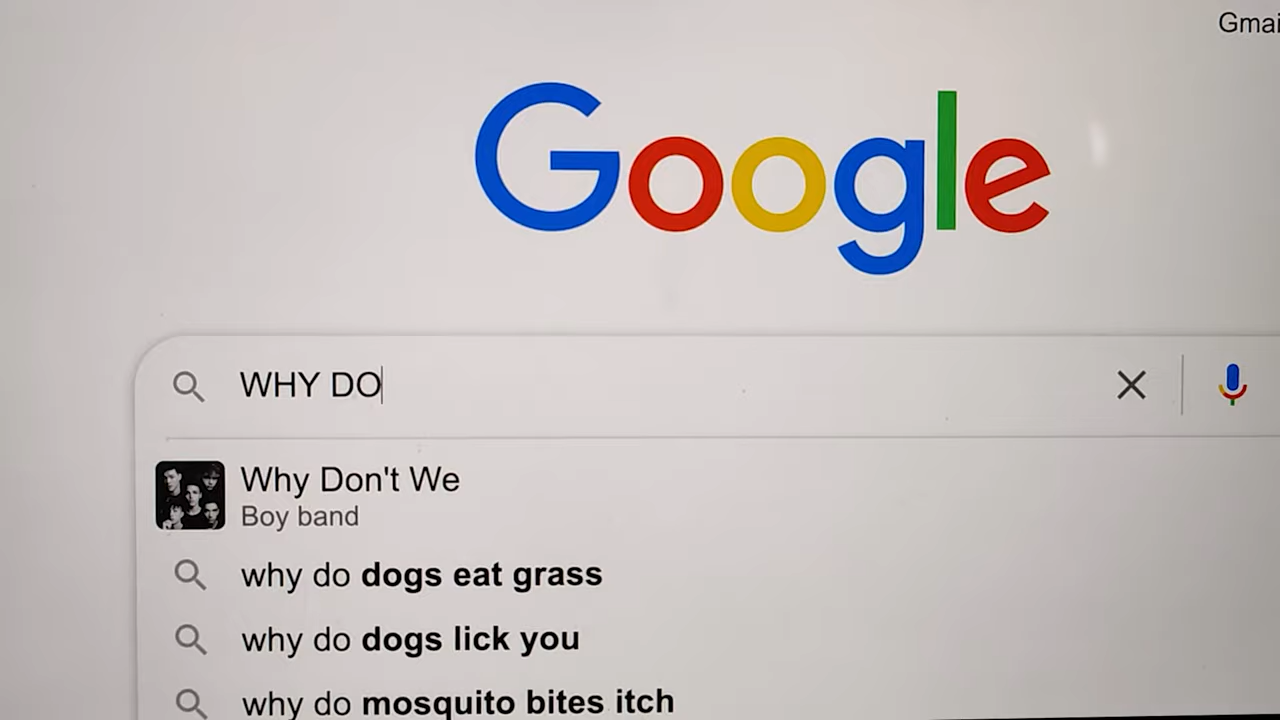 Gmai
Google
WHY DO
Why Don't We
Boy band
why do dogs eat grass
why do dogs lick you
why do mosquito bites itch